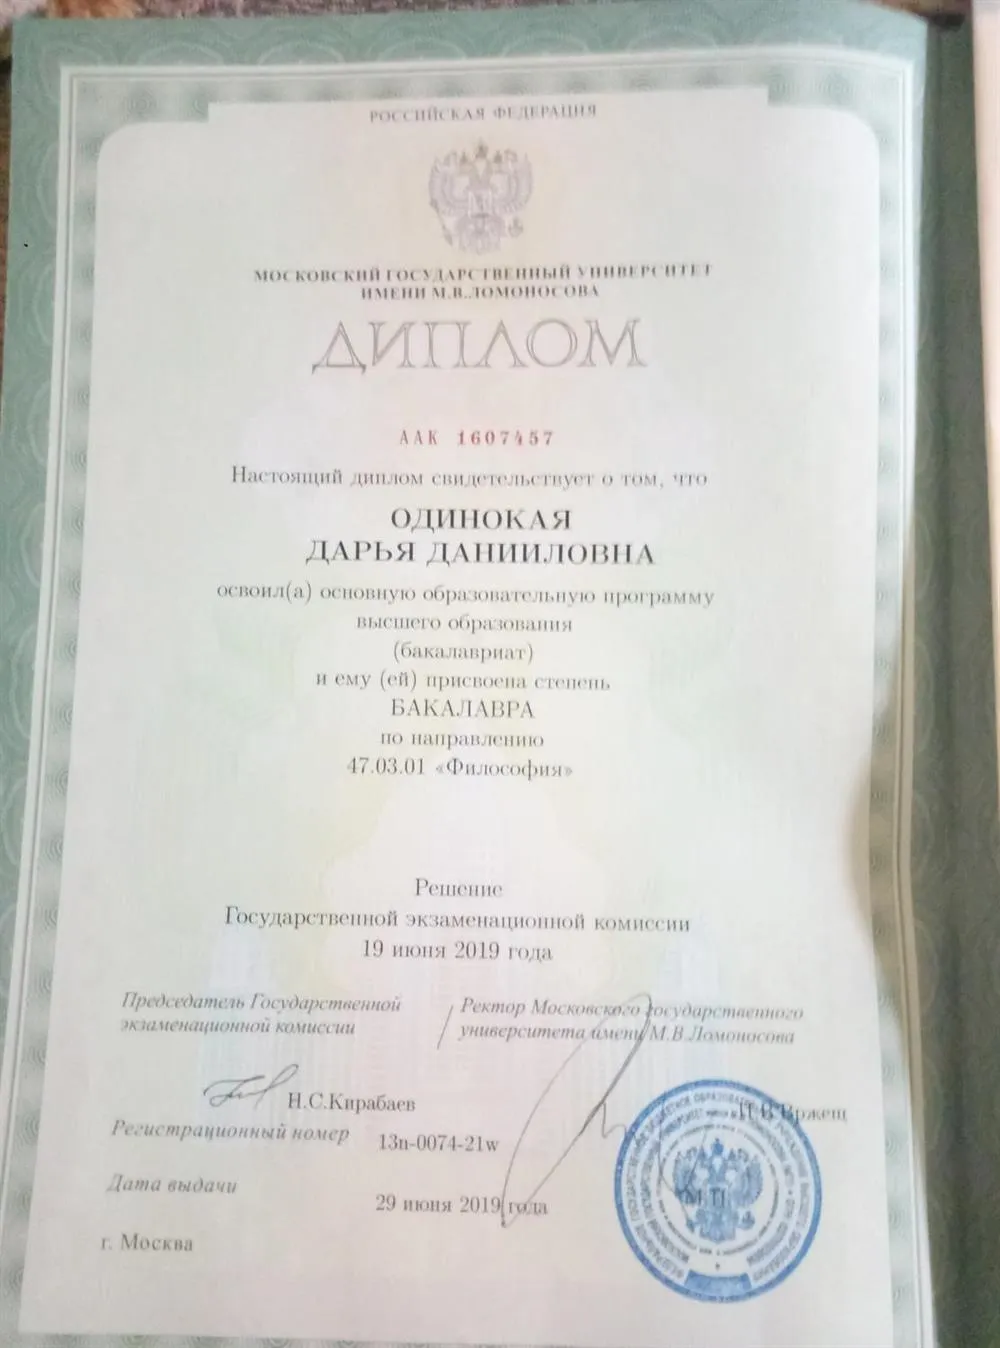 РОССИЙСКАЯ ФЕДЕРАЦИЯ
МОСКОВСКИЙ ГОСУДАРСТВЕННЫЙ УНИВЕРСИТЕТ
ИМЕНИ М.В.ЛОМОНОСОВА
ДИПЛОМ
ААК 1607457
Настоящий диплом свидетельствует о том, что
ОДИНОКАЯ
ДАРЬЯ ДАНИИЛОВНА
освоил(а) основную образовательную программу
высшего образования
(бакалавриат)
и ему (ей) присвоена степень
БАКАЛАВРА
по направлению
47.03.01 «Философия»
Решение
Государственной экзаменационной комиссии
19 июня 2019 года
Председатель Государственной
экзаменационной комиссии
Ректор Московского государственного
университета имени М.В.Ломоносова
Н.С.Кирабаев
Вржещ
Регистрационный номер 13п-0074-21w
М.П.
Дата выдачи
29 июня 2019 года
г. Москва